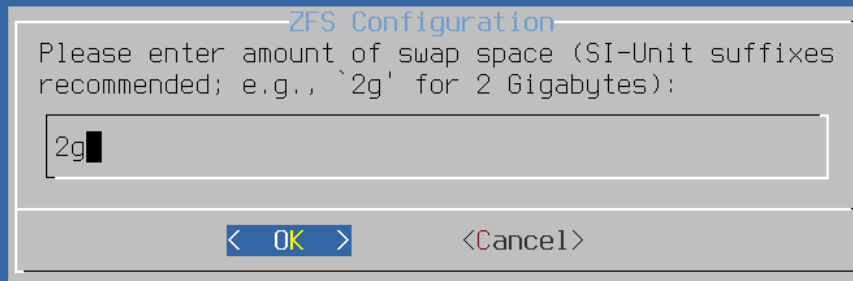 ZFS Configuration
Please enter amount of swap space (SI-Unit suffixes
recommended; e.g., `2g' for 2 Gigabytes):
2g
< OK > <Cancel>